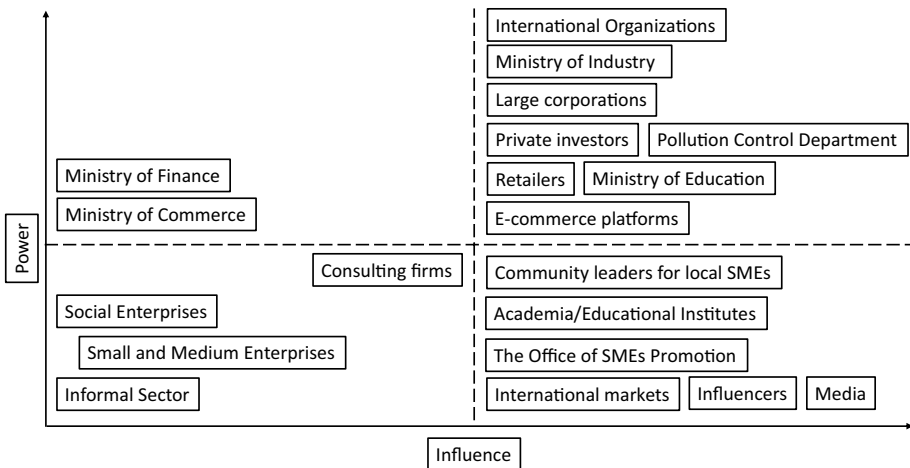 International Organizations
Ministry of Industry
Large corporations
Private investors
Pollution Control Department
Ministry of Finance
Retailers
Ministry of Education
Ministry of Commerce
E-commerce platforms
Power
Consulting firms
Community leaders for local SMEs
Social Enterprises
Academia/Educational Institutes
Small and Medium Enterprises
The Office of SMEs Promotion
Informal Sector
International markets
Influencers
Media
Influence